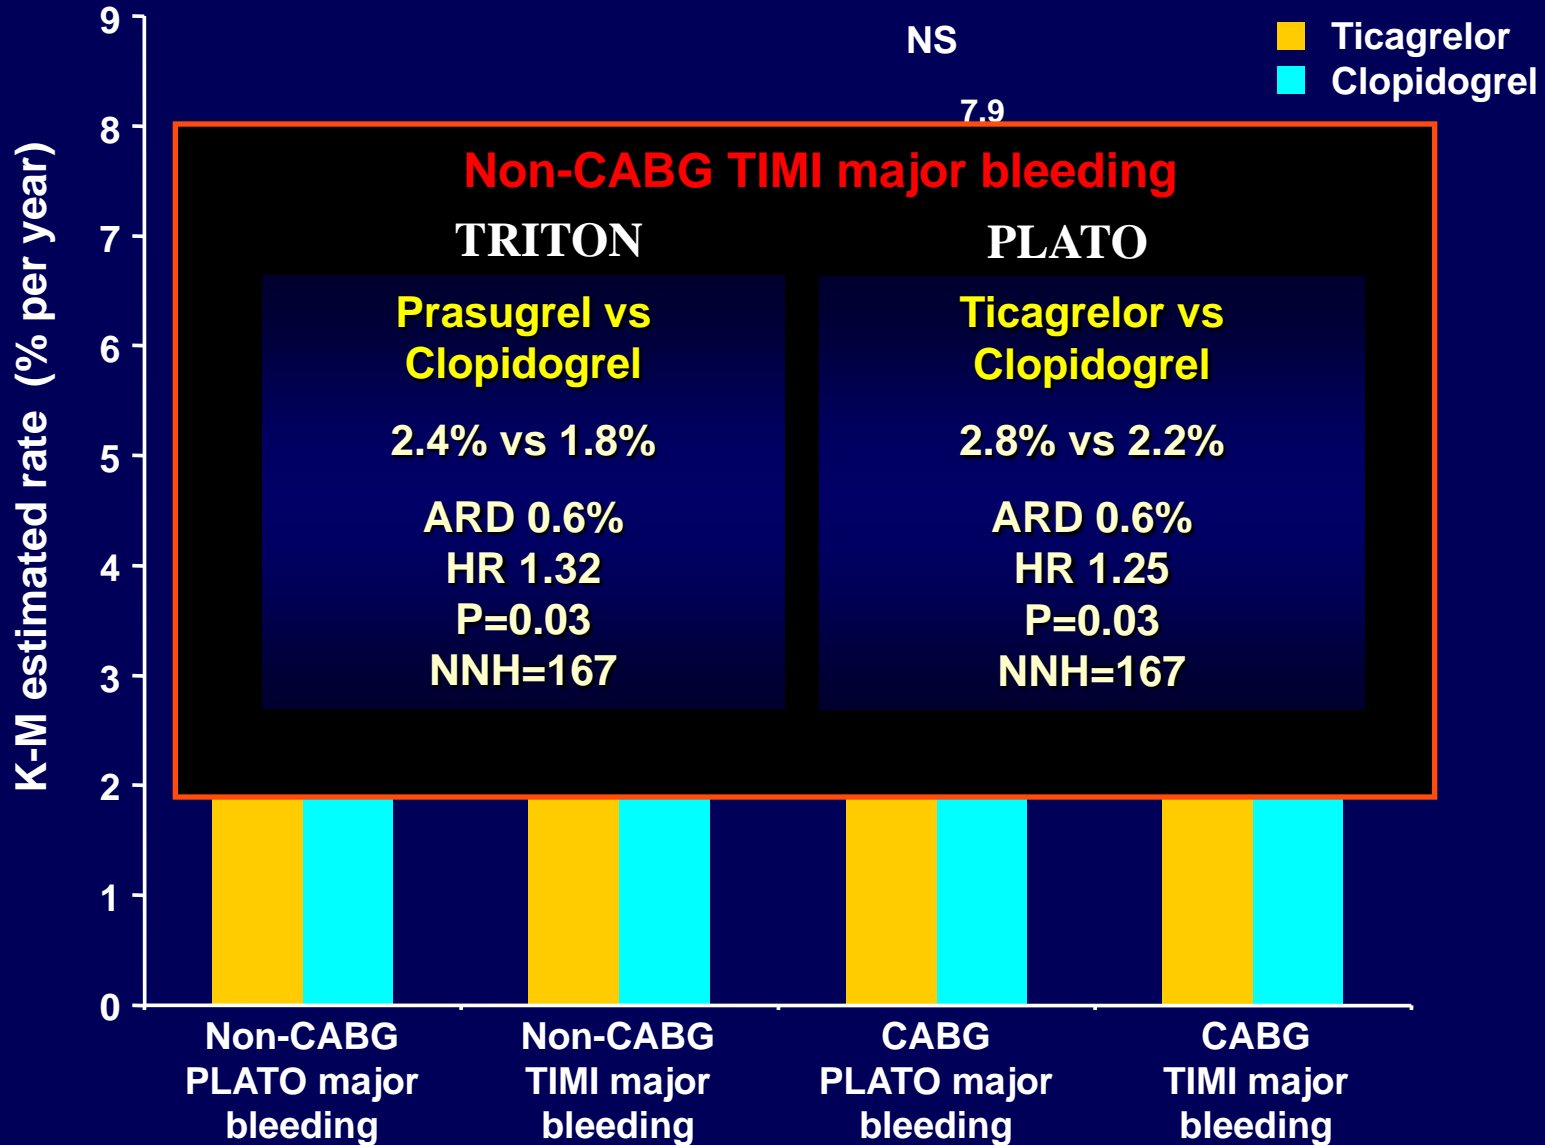 9
8
7
6
5
4
3
2
1
0
K-M estimated rate (% per year)
NS
7.9
Ticagrelor
Clopidogrel
Non-CABG TIMI major bleeding
TRITON
Prasugrel vs
Clopidogrel
2.4% vs 1.8%
ARD 0.6%
HR 1.32
P=0.03
NNH=167
PLATO
Ticagrelor vs
Clopidogrel
2.8% vs 2.2%
ARD 0.6%
HR 1.25
P=0.03
NNH=167
Non-CABG
PLATO major
bleeding
Non-CABG
TIMI major
bleeding
CABG
PLATO major
bleeding
CABG
TIMI major
bleeding